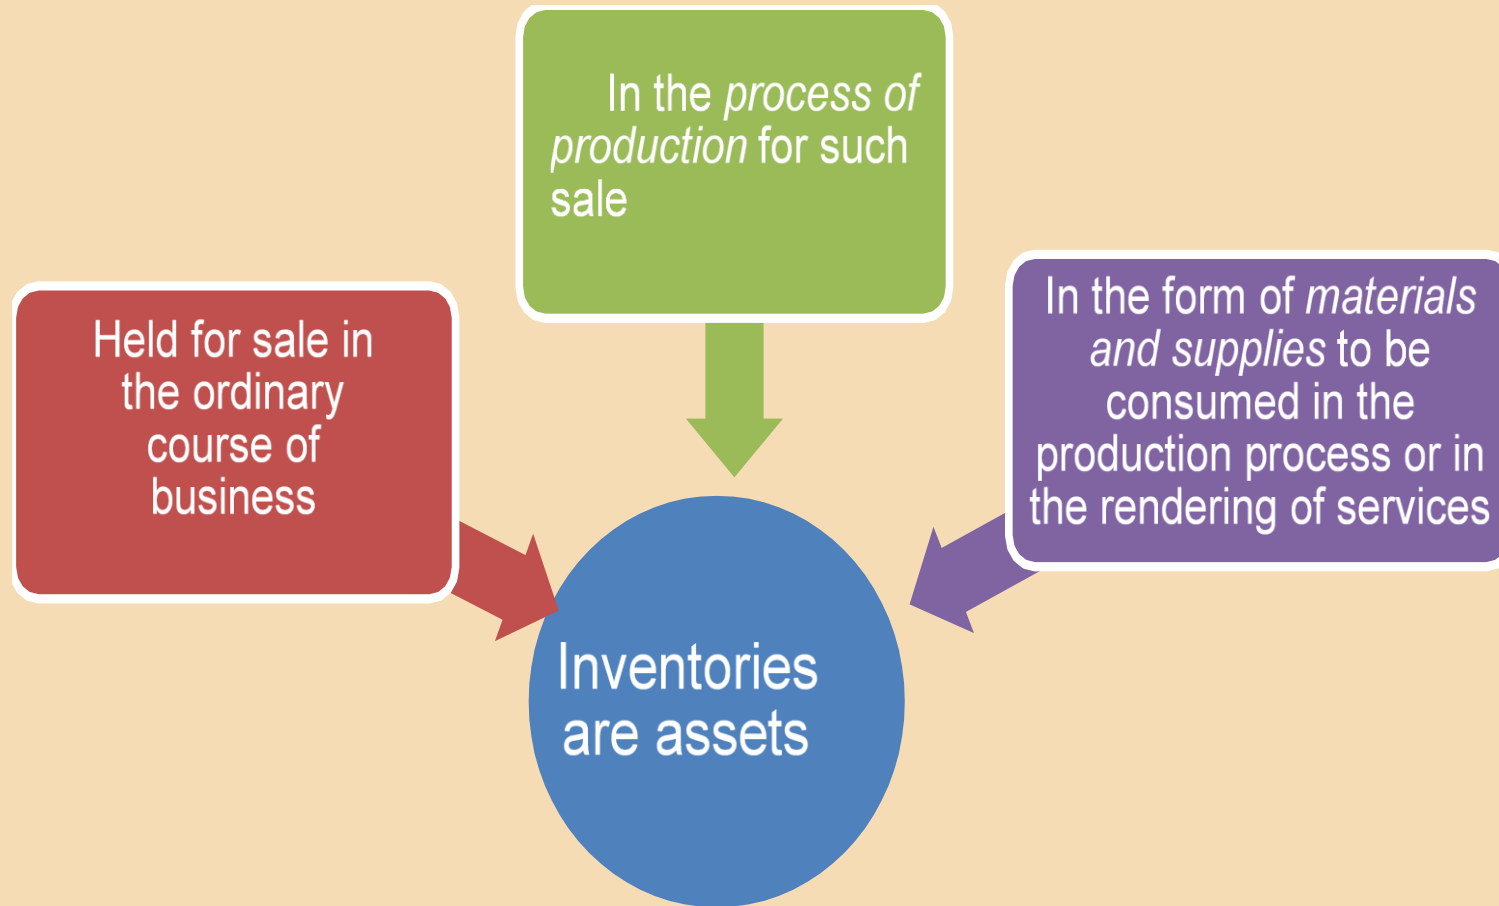 In the process of
production for such
sale
Held for sale in
the ordinary
course of
business
In the form of materials
and supplies to be
consumed in the
production process or in
the rendering of services
Inventories
are assets